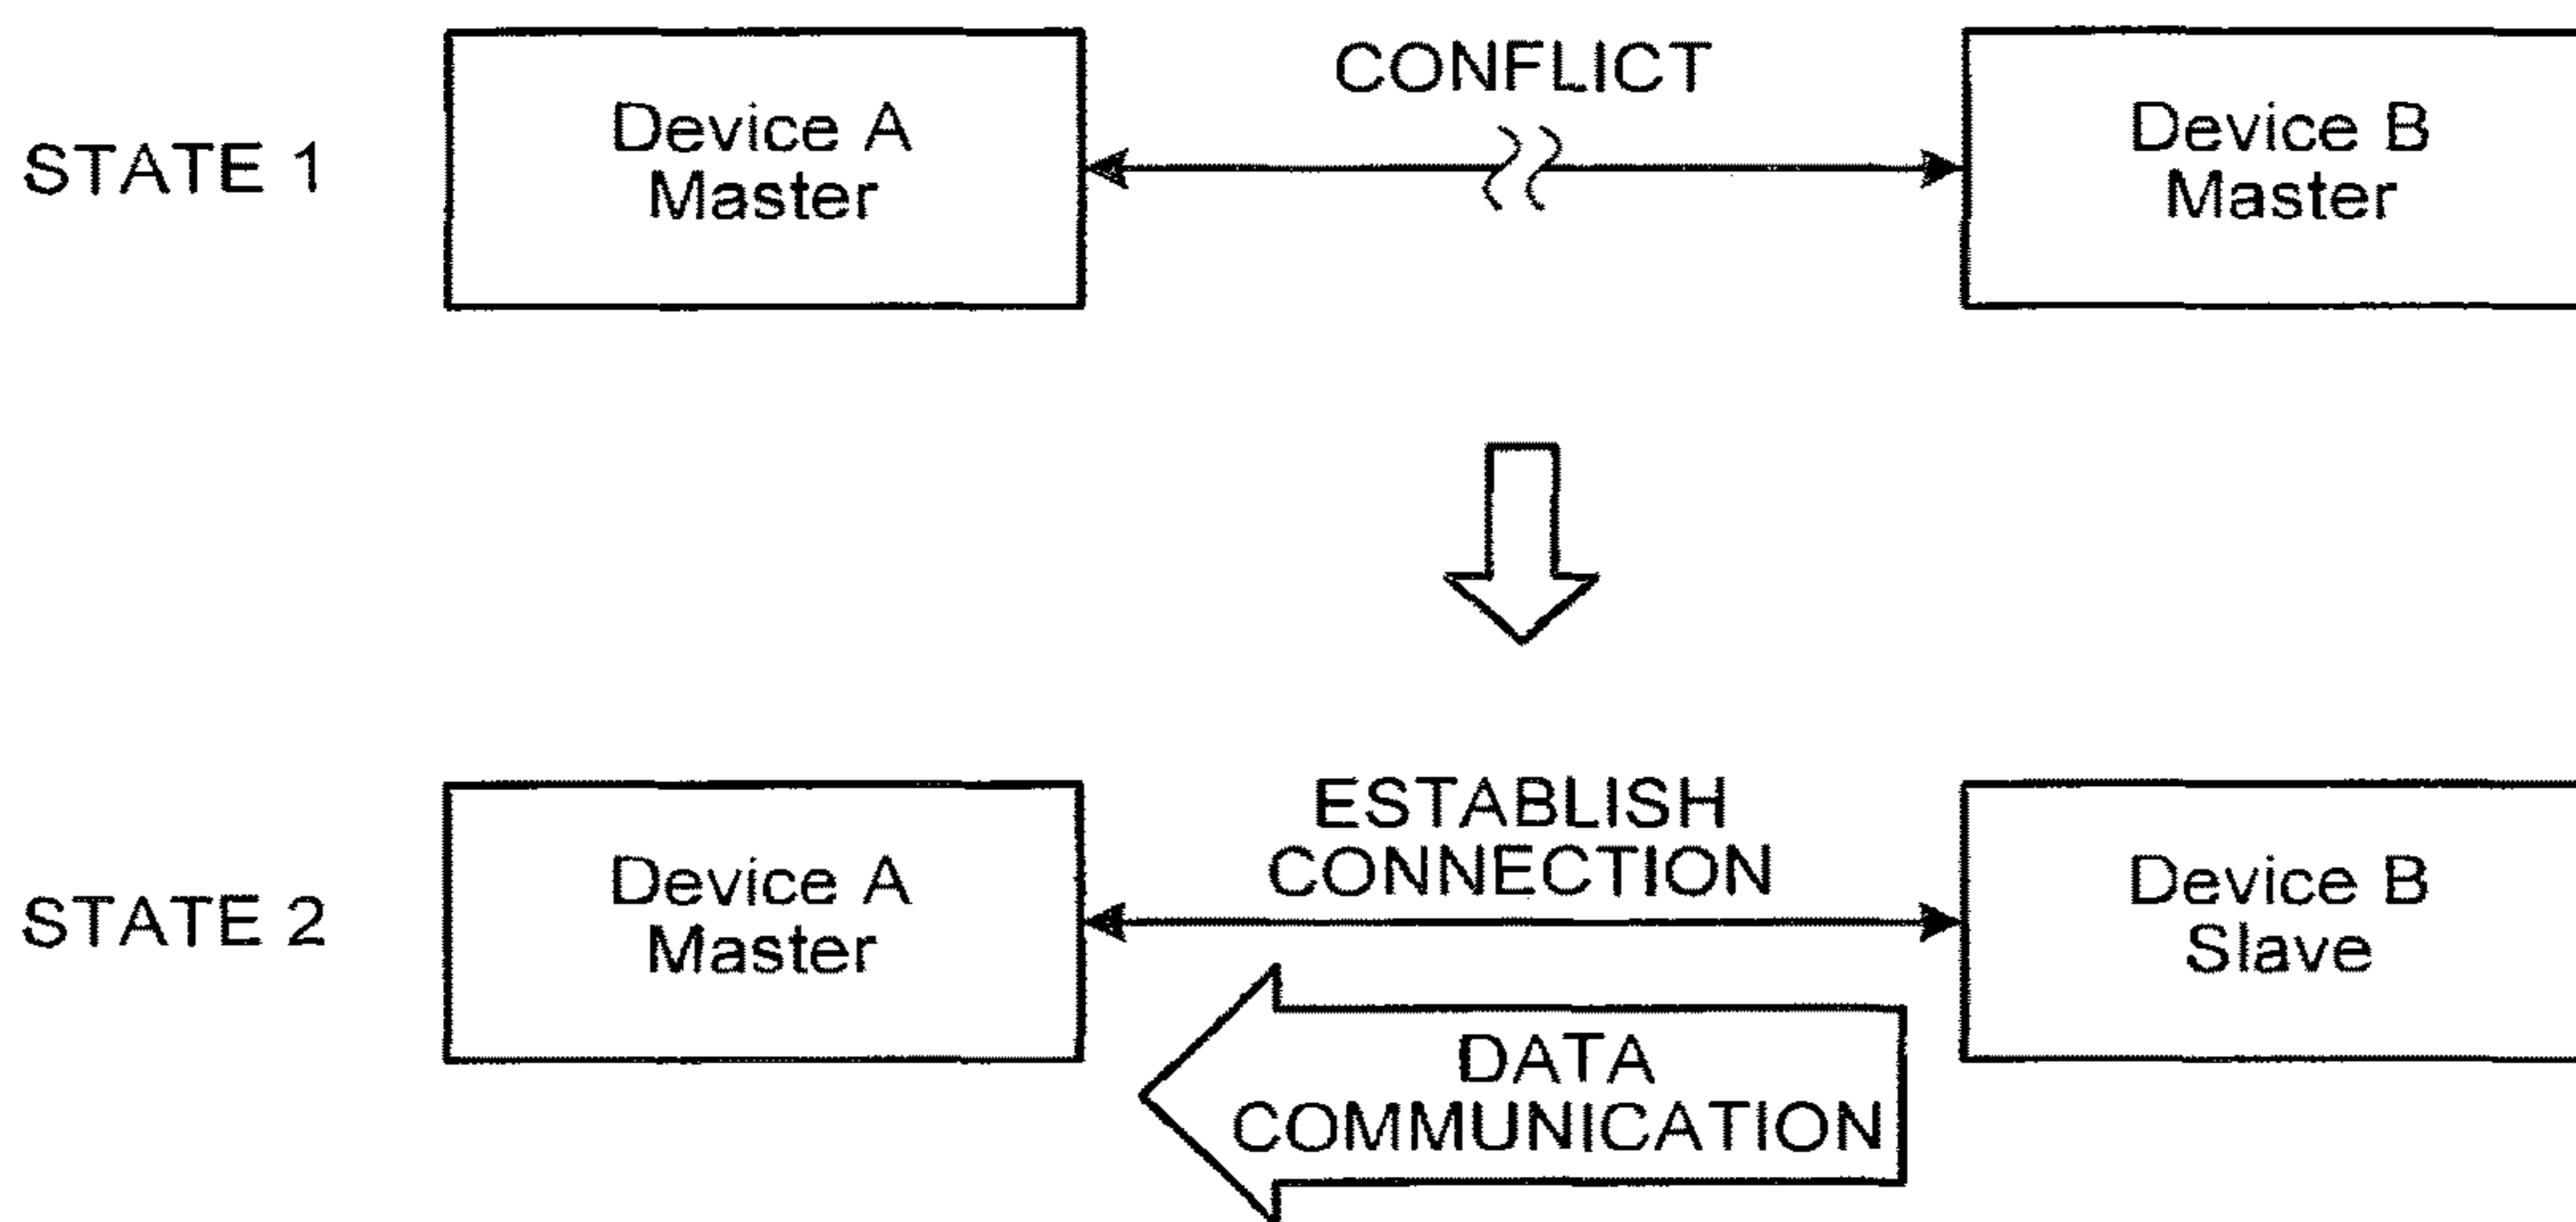 STATE 1
Device A
Master
CONFLICT
Device B
Master
STATE 2
Device A
Master
ESTABLISH
CONNECTION
Device B
Slave
DATA
COMMUNICATION